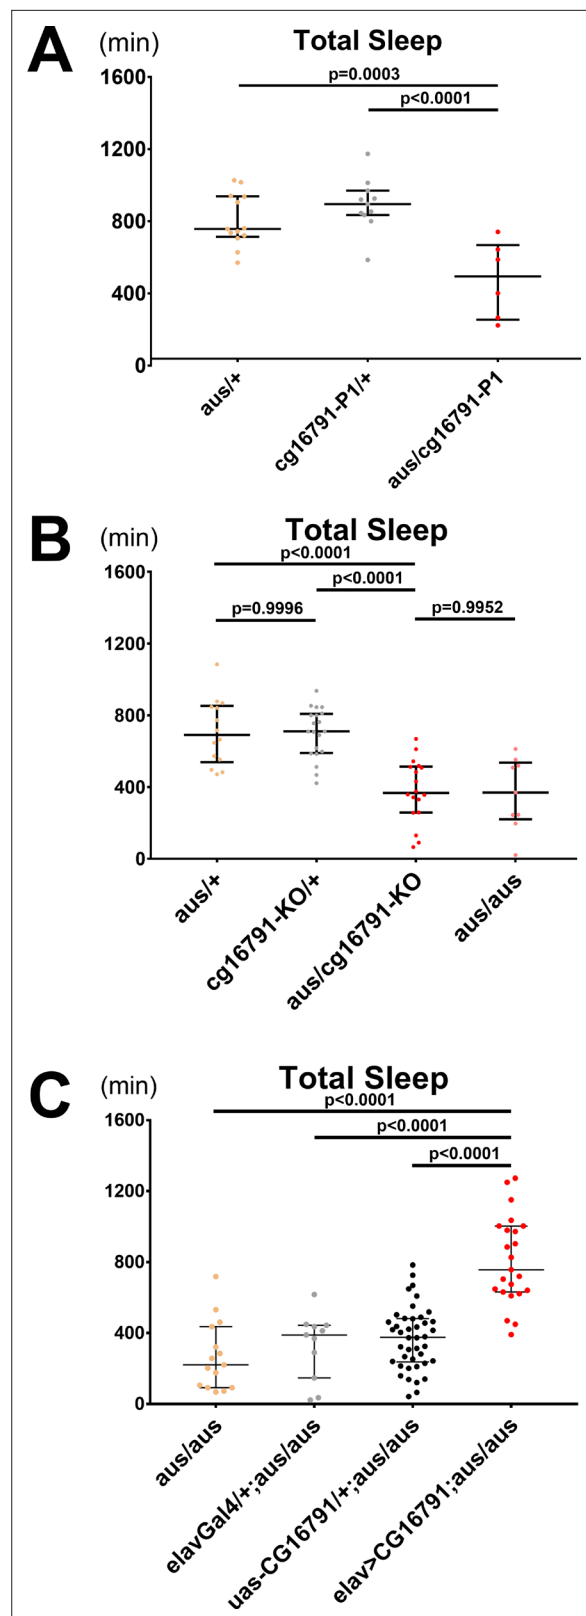 A
(min)
Total Sleep
p=0.0003
p<0.0001
1600
1200
800
400
0
aus/+
cg16791-P1/+
aus/cg16791-P1
B
(min)
Total Sleep
p<0.0001
p<0.0001
p=0.9996
p=0.9952
1600
1200
800
400
0
aus/+
cg16791-KO/+
aus/cg16791-KO
aus/aus
C
(min)
Total Sleep
p<0.0001
p<0.0001
p<0.0001
1600
1200
800
400
0
aus/aus
elavGal4/+;aus/aus
uas-CG16791/+;aus/aus
elav>CG16791;aus/aus